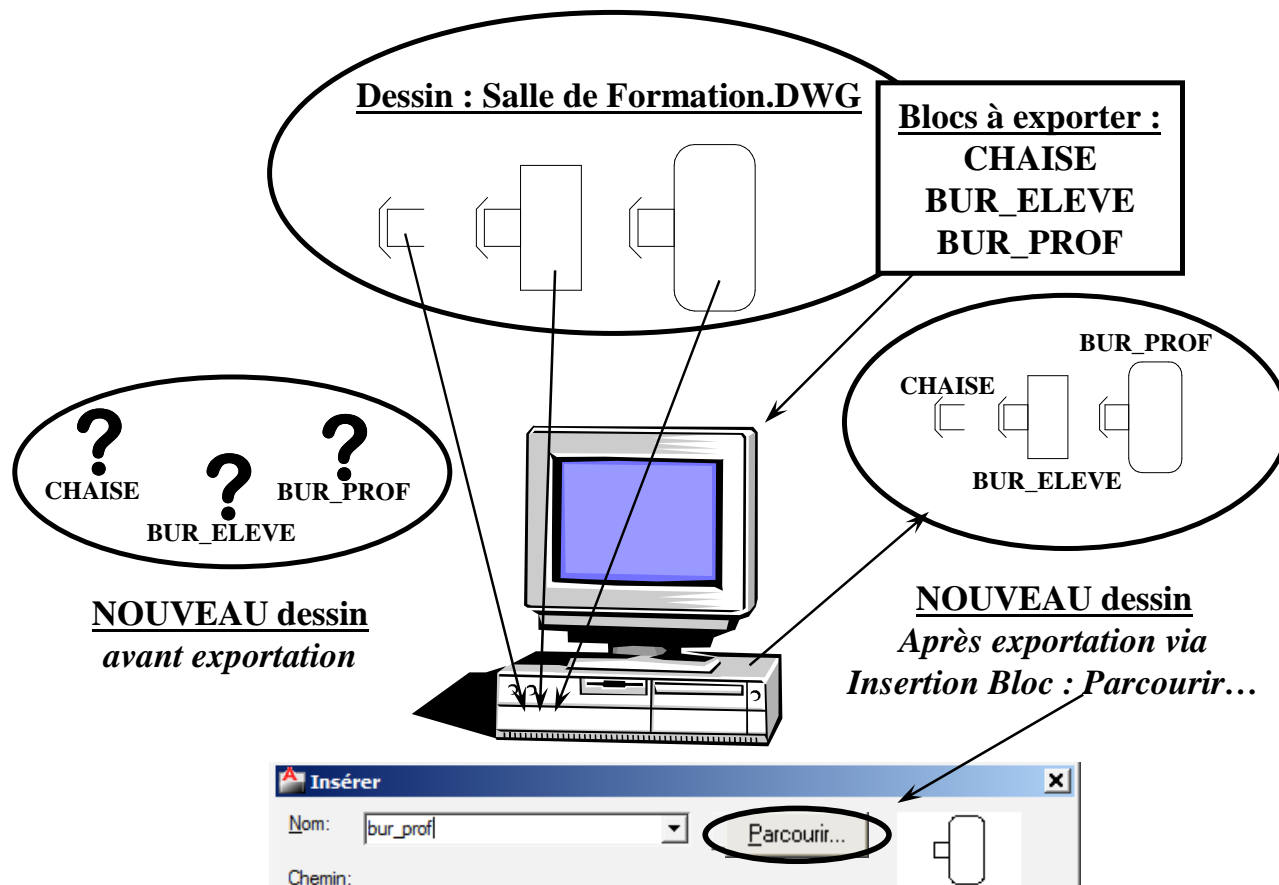 Dessin : Salle de Formation.DWG
Blocs à exporter :
CHAISE
BUR_ELEVE
BUR_PROF
BUR_PROF
CHAISE
BUR_ELEVE
CHAISE
BUR_PROF
BUR_ELEVE
NOUVEAU dessin
avant exportation
NOUVEAU dessin
Après exportation via
Insertion Bloc : Parcourir…
Insérer
Nom: bur_prof Parcourir...
Chemin: